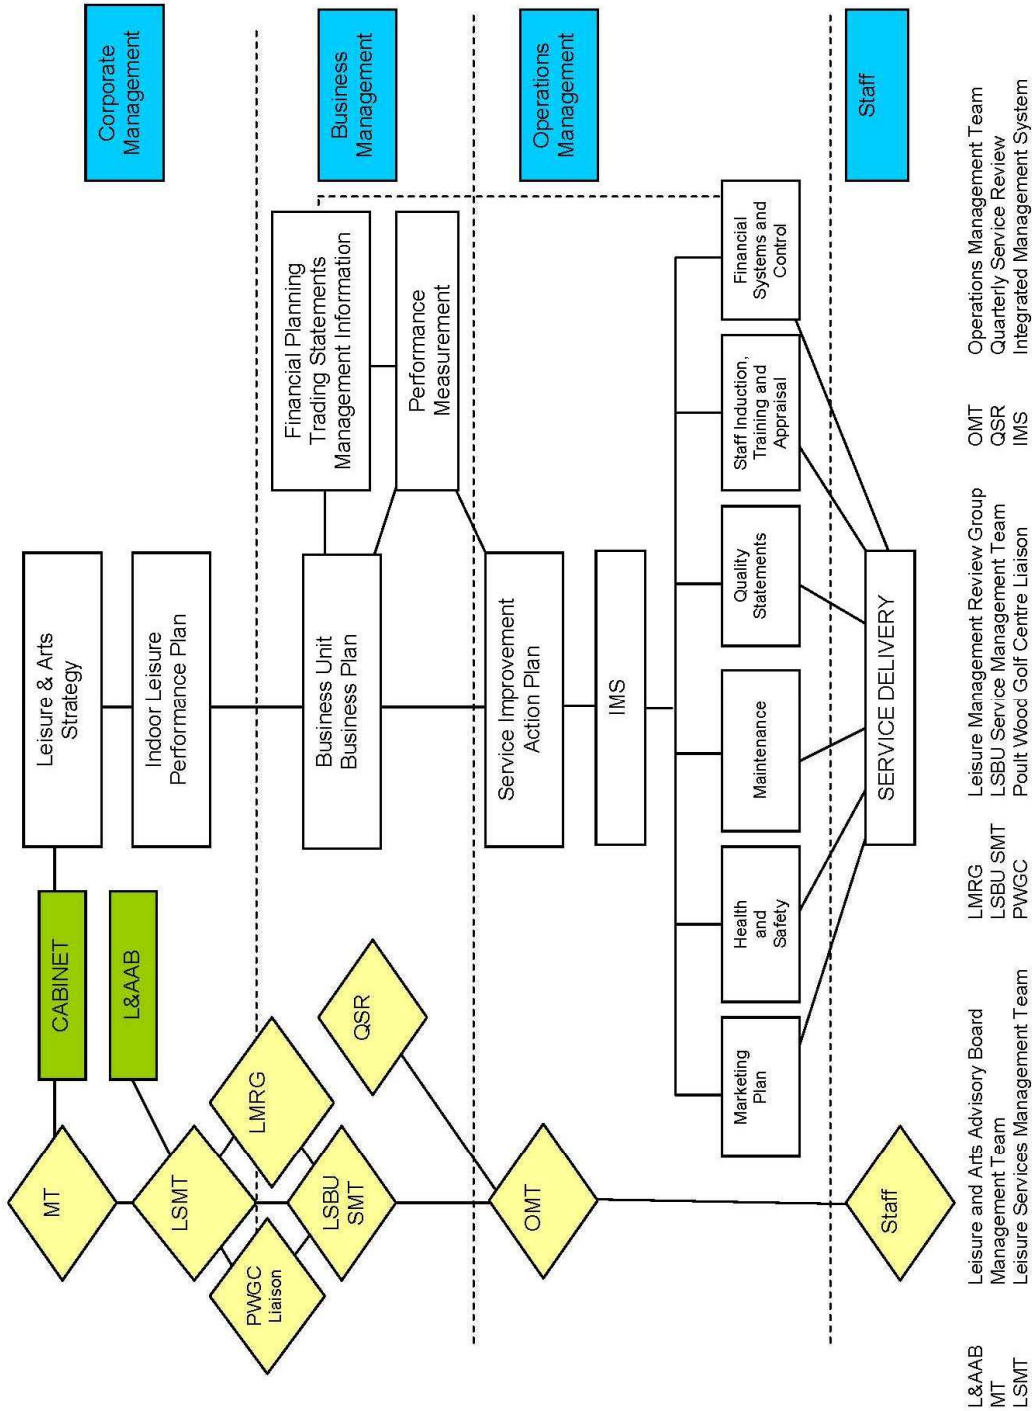 MT
CABINET
Leisure & Arts
Strategy
Corporate
Management
LSMT
L&AAB
Indoor Leisure
Performance Plan
PWGC
Liaison
LMRG
LSBU
SMT
QSR
Business Unit
Business Plan
Financial Planning
Trading Statements
Management Information
Performance
Measurement
Business
Management
OMT
Service Improvement
Action Plan
Operations
Management
IMS
Marketing
Plan
Health
and
Safety
Maintenance
Quality
Statements
Staff Induction,
Training and
Appraisal
Financial
Systems and
Control
Staff
SERVICE DELIVERY
Staff
L&AAB Leisure and Arts Advisory Board
MT Management Team
LSMT Leisure Services Management Team
LMRG Leisure Management Review Group
LSBU SMT LSBU Service Management Team
PWGC Poult Wood Golf Centre Liaison
OMT Operations Management Team
QSR Quarterly Service Review
IMS Integrated Management System